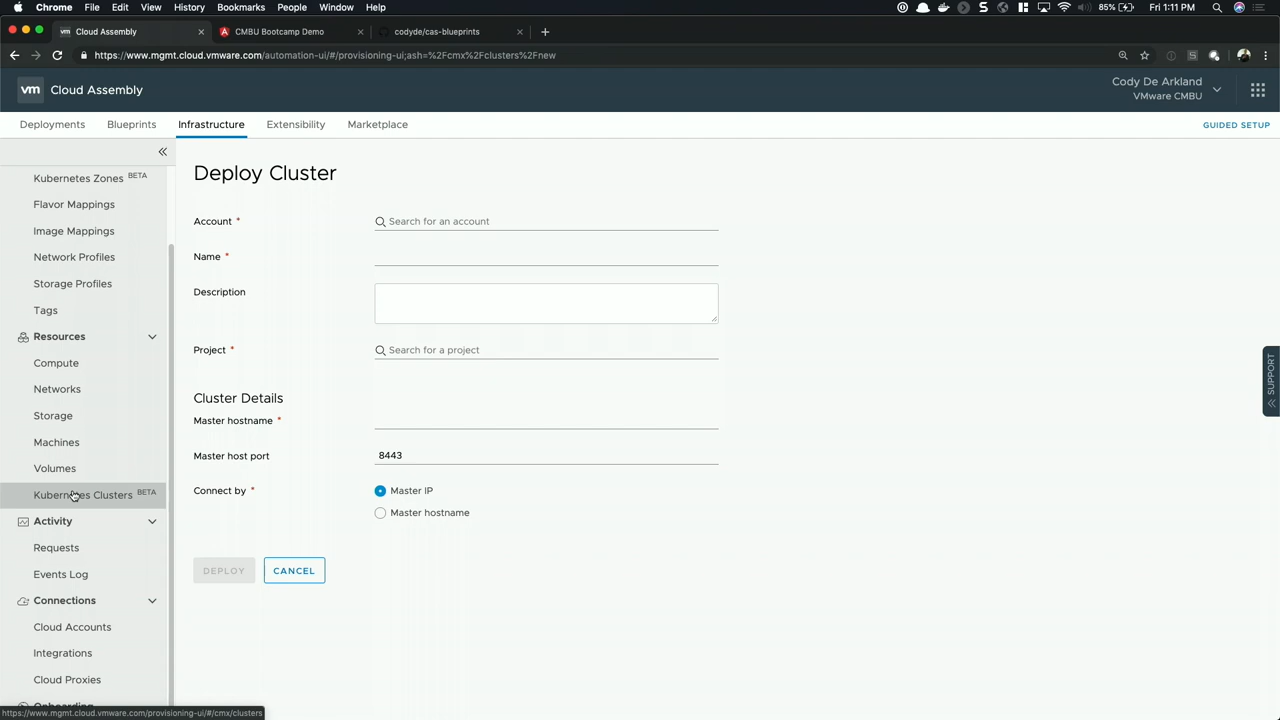 Chrome File Edit View History Bookmarks People Window Help 85% Fri 1:11 PM
Cloud Assembly CMBU Bootcamp Demo codyde/cas-blueprints
https://www.mgmt.cloud.vmware.com/automation-ui/#/provisioning-ui;ash=%2Fcmx%2Fclusters%2Fnew
vm Cloud Assembly
Cody De Arkland
VMware CMBU
Deployments Blueprints Infrastructure Extensibility Marketplace GUIDED SETUP
Kubernetes Zones BETA
Flavor Mappings
Image Mappings
Network Profiles
Storage Profiles
Tags
Resources
Compute
Networks
Storage
Machines
Volumes
Kubernetes Clusters BETA
Activity
Requests
Events Log
Connections
Cloud Accounts
Integrations
Cloud Proxies
Onboarding
https://www.mgmt.cloud.vmware.com/provisioning-ui/#/cmx/clusters
Deploy Cluster
Account * Search for an account
Name *
Description
Project * Search for a project
Cluster Details
Master hostname *
Master host port 8443
Connect by * Master IP
Master hostname
DEPLOY CANCEL
SUPPORT